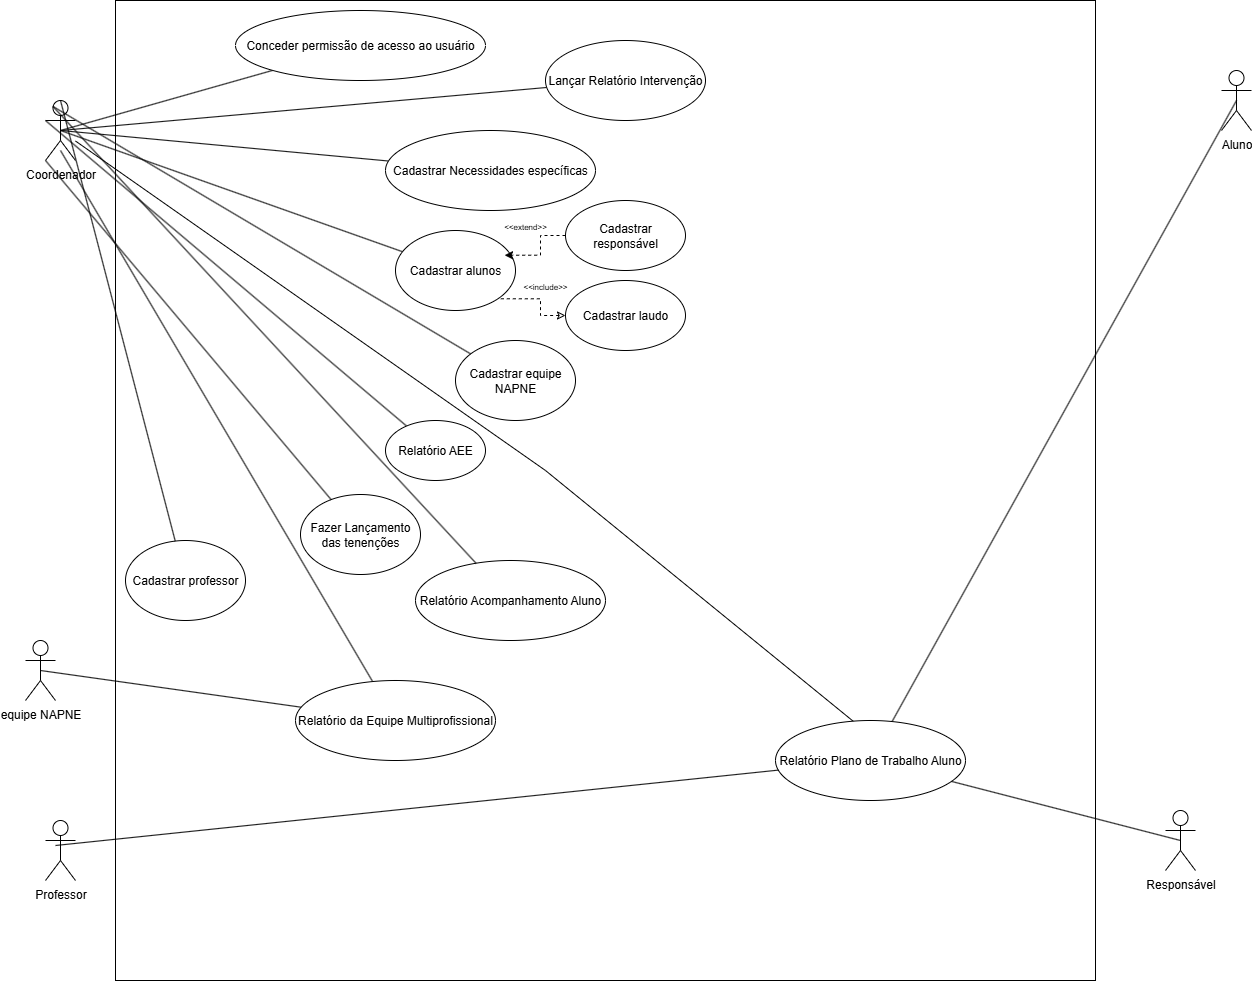 Conceder permissão de acesso ao usuário
Lançar Relatório Intervenção
Aluno
Coordenador
Cadastrar Necessidades específicas
<<extend>>
Cadastrar
responsável
Cadastrar alunos
<<include>>
Cadastrar laudo
Cadastrar equipe
NAPNE
Relatório AEE
Fazer Lançamento
das tenenções
Cadastrar professor
Relatório Acompanhamento Aluno
equipe NAPNE
Relatório da Equipe Multiprofissional
Relatório Plano de Trabalho Aluno
Professor
Responsável